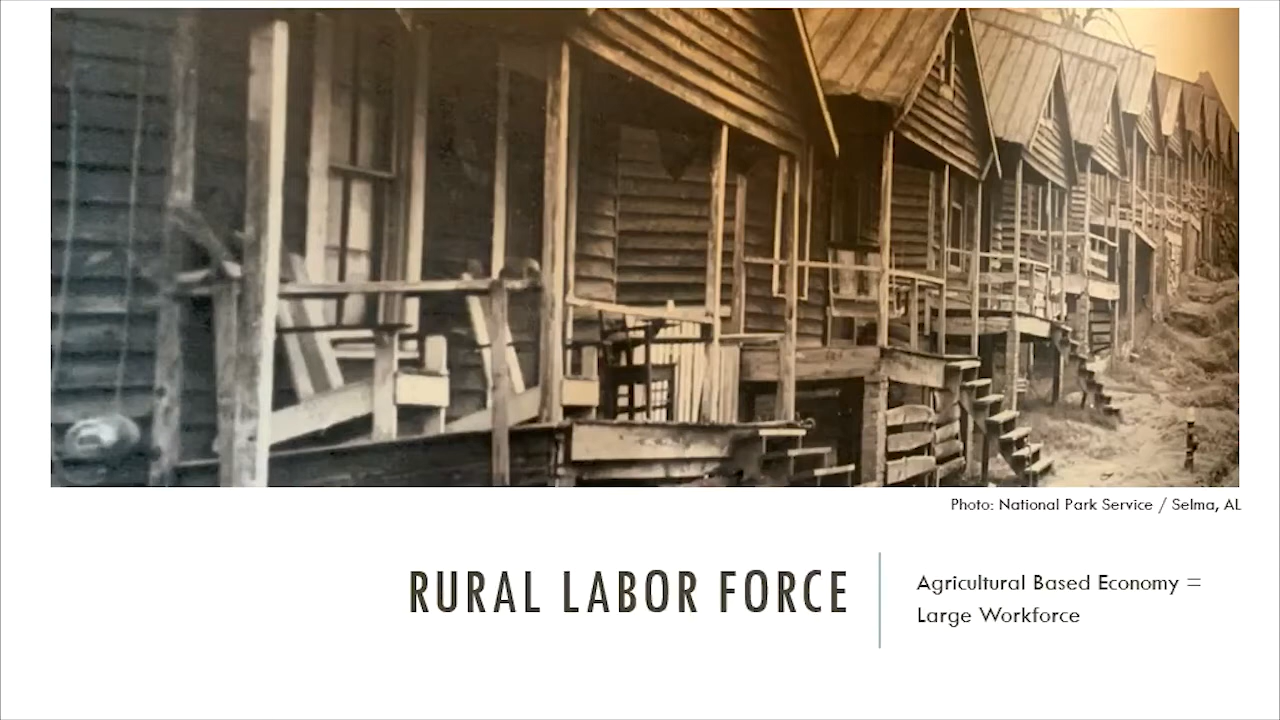 Photo: National Park Service / Selma, AL
RURAL LABOR FORCE
Agricultural Based Economy =
Large Workforce